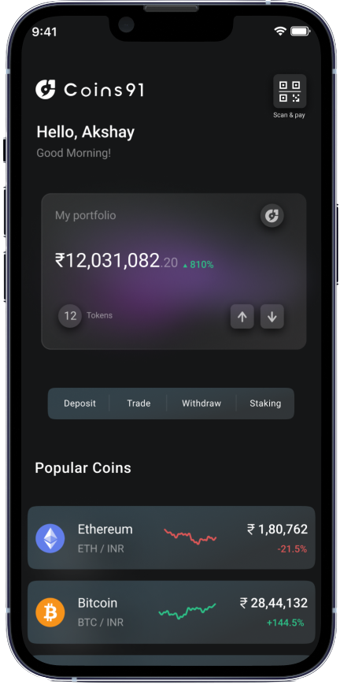 9:41
Coins91
Scan & pay
Hello, Akshay
Good Morning!
My portfolio
₹12,031,082.20 ▲ 810%
12 Tokens
Deposit Trade Withdraw Staking
Popular Coins
Ethereum ₹ 1,80,762
ETH / INR -21.5%
Bitcoin ₹ 28,44,132
BTC / INR +144.5%